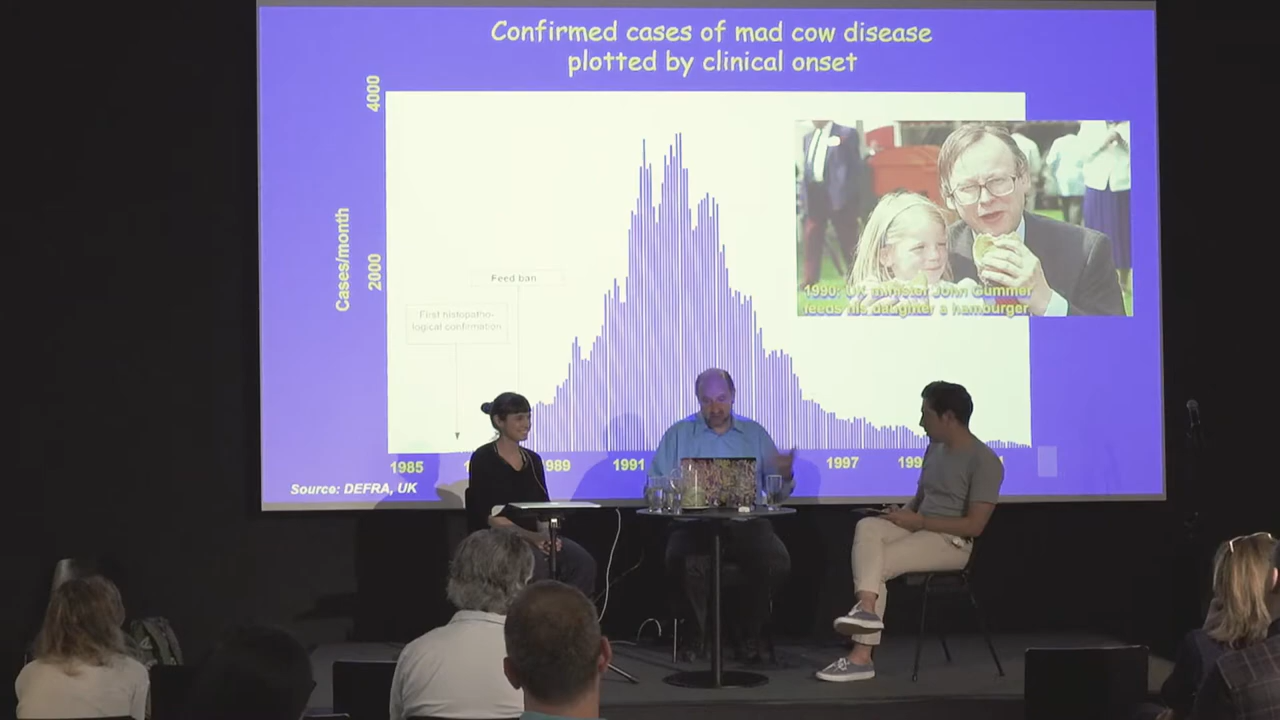 Confirmed cases of mad cow disease
plotted by clinical onset
4000
Cases/month
2000
Feed ban
First histopatho-
logical confirmation
1990: UK minister John Gummer
feeds his daughter a hamburger
1985
1991
1997
Source: DEFRA, UK